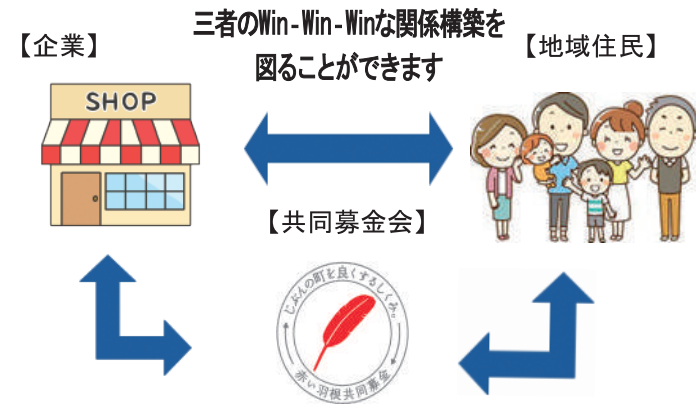 三者のWin-Win-Winな関係構築を
図ることができます
【企業】
【地域住民】
SHOP
【共同募金会】
じぶんの町を良くするしくみ。
赤い羽根共同募金